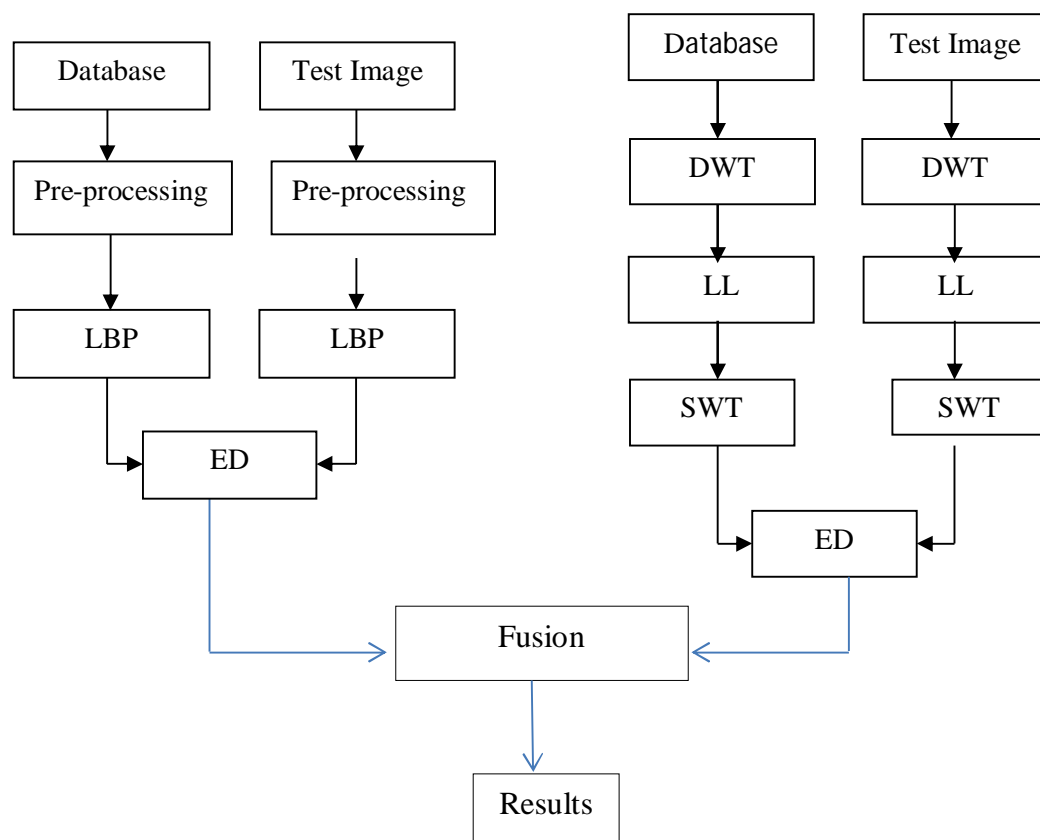 Database
Test Image
Pre-processing
Pre-processing
LBP
LBP
ED
Database
Test Image
DWT
DWT
LL
LL
SWT
SWT
ED
Fusion
Results